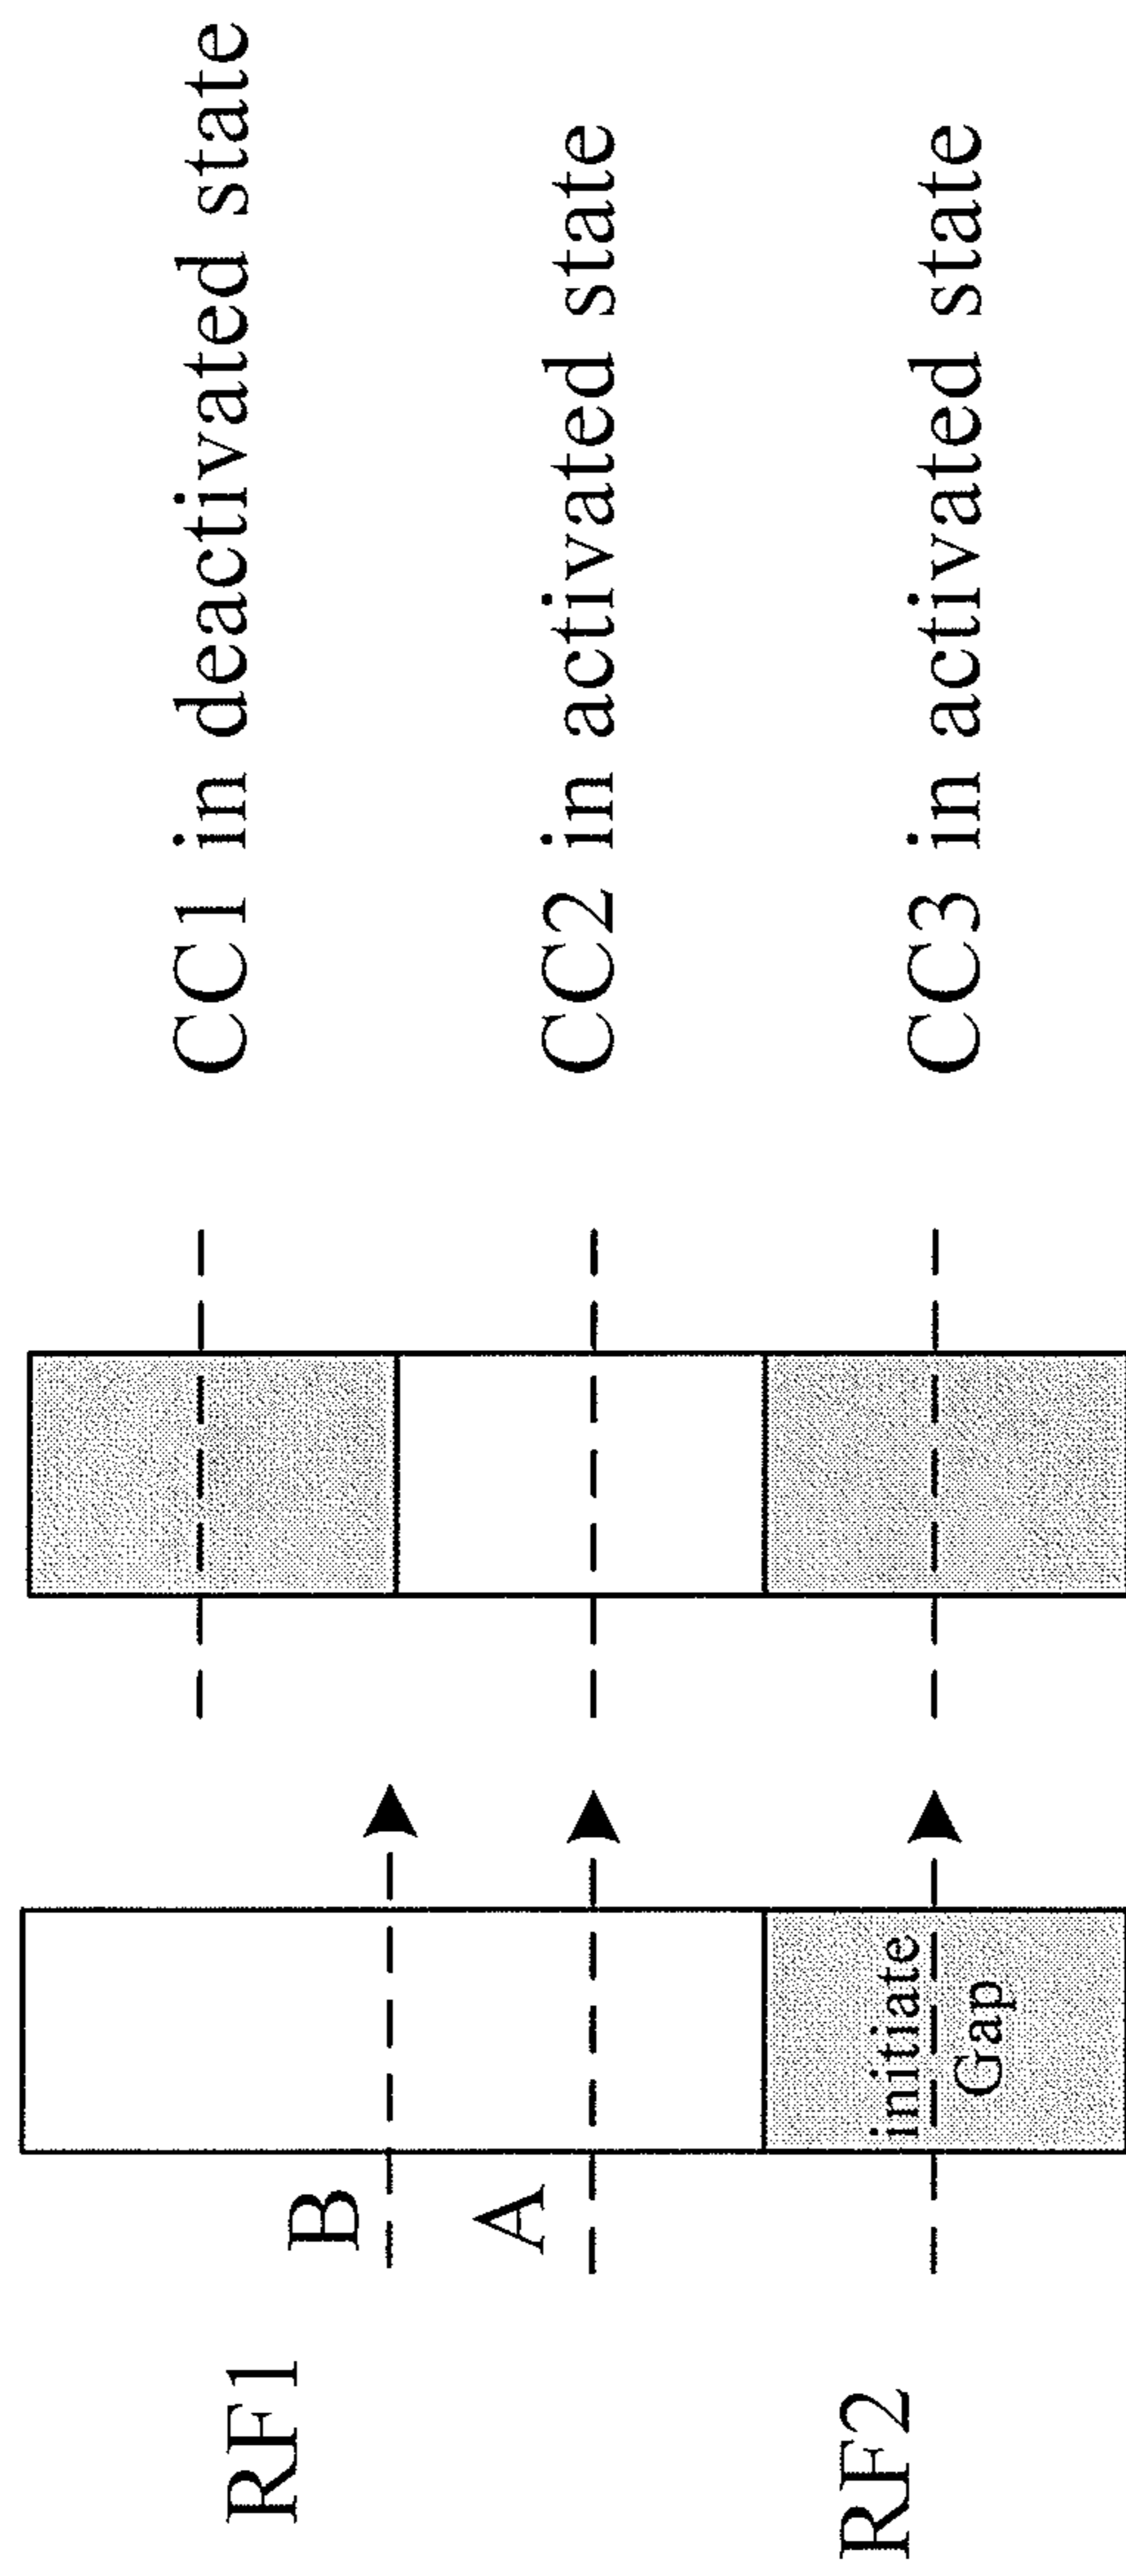 CC1 in deactivated state
CC2 in activated state
CC3 in activated state
B
A
initiate
Gap
RF1
RF2